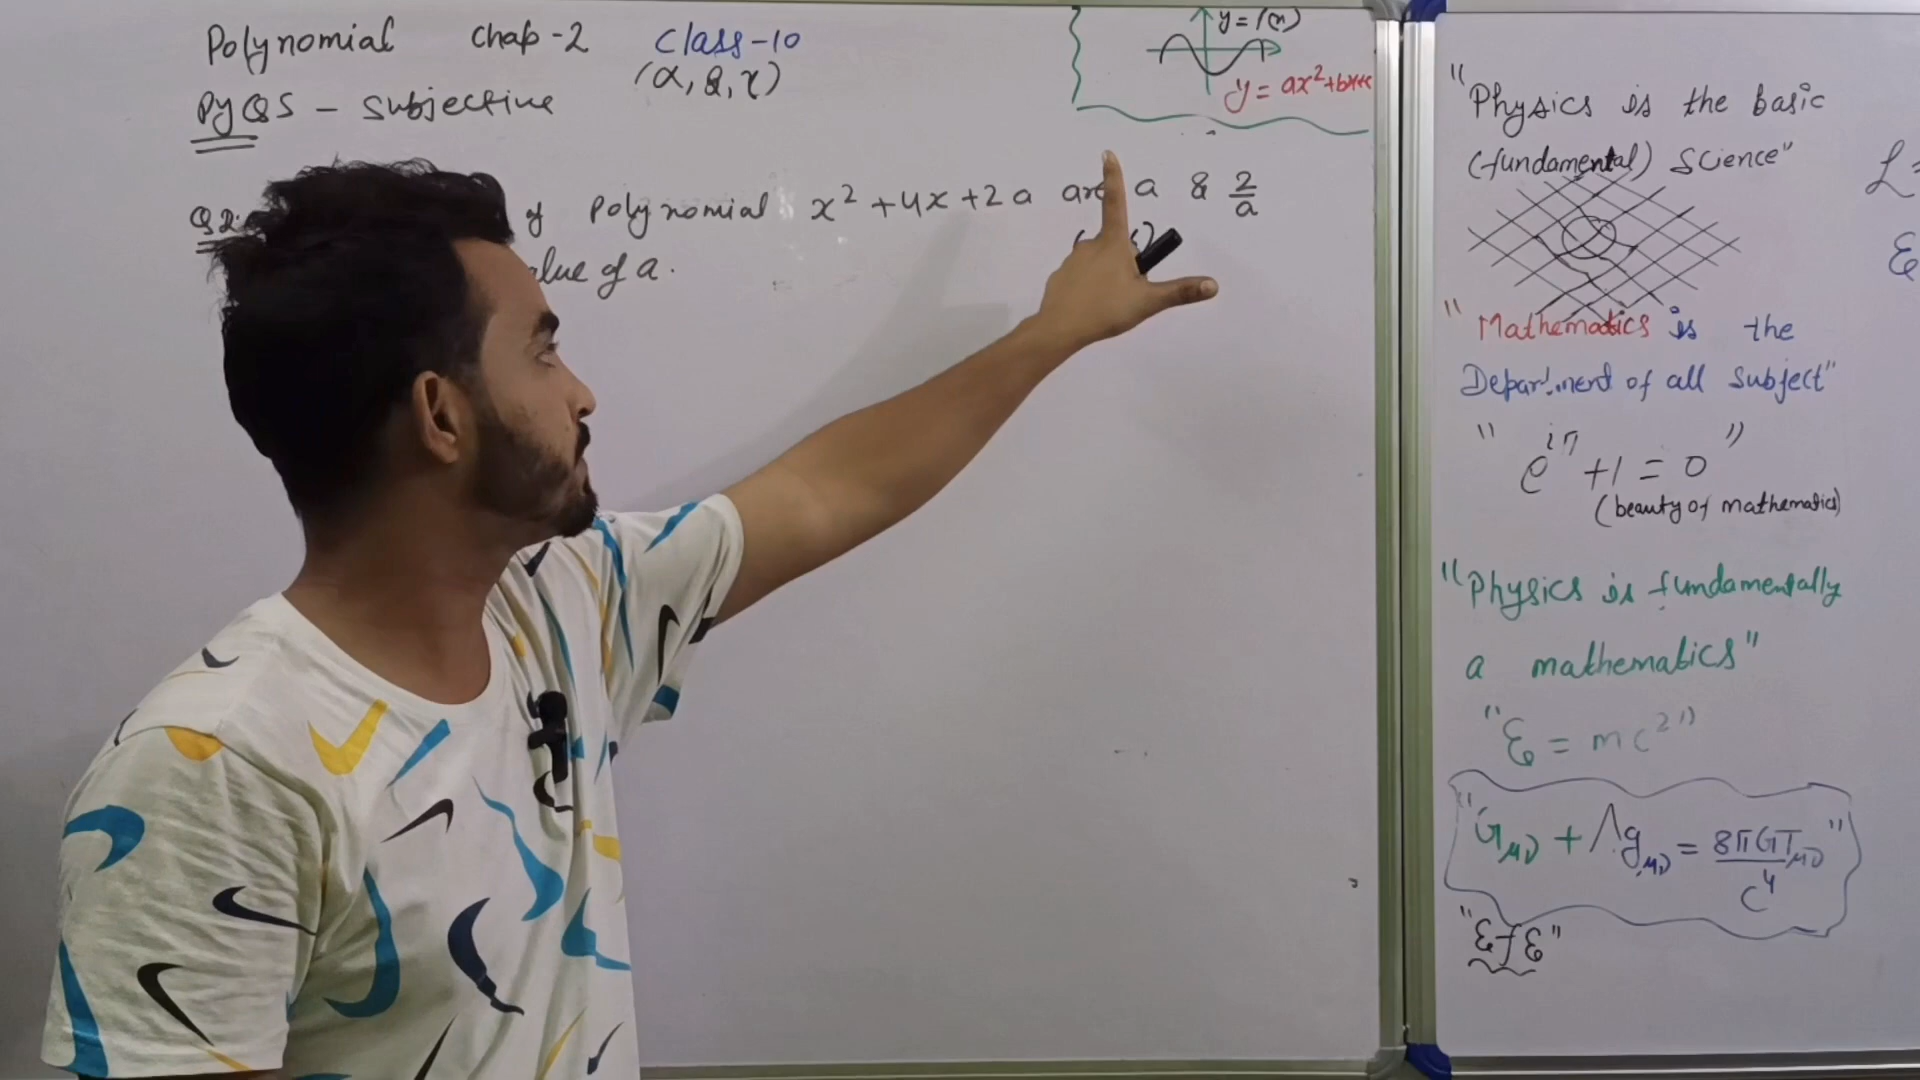 Polynomial chap-2 Class-10
(α, β, γ)
PYQS - Subjective
y = ax²+bx+c
Q2. of Polynomial x² + 4x + 2a are a & 2/a
value of a.
"Physics is the basic
(fundamental) Science"
"Mathematics is the
Department of all subject"
"e^iπ + 1 = 0"
(beauty of mathematics)
"Physics is fundamentally
a mathematics"
"E = mc²"
"Gμν + Λgμν = 8πGTμν/c⁴"
"EfE"